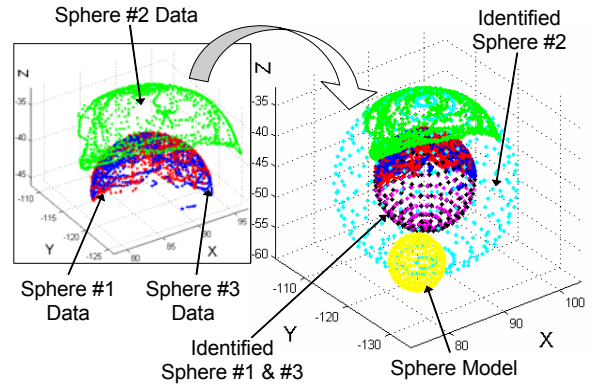 Sphere #2 Data
Identified
Sphere #2
Z
-35
-40
-45
-110
-115
-120
-125
Y
80
85
90
95
X
Z
-35
-40
-45
-50
-55
-60
-110
-120
-130
Y
80
90
100
X
Sphere #1
Data
Sphere #3
Data
Identified
Sphere #1 & #3
Sphere Model